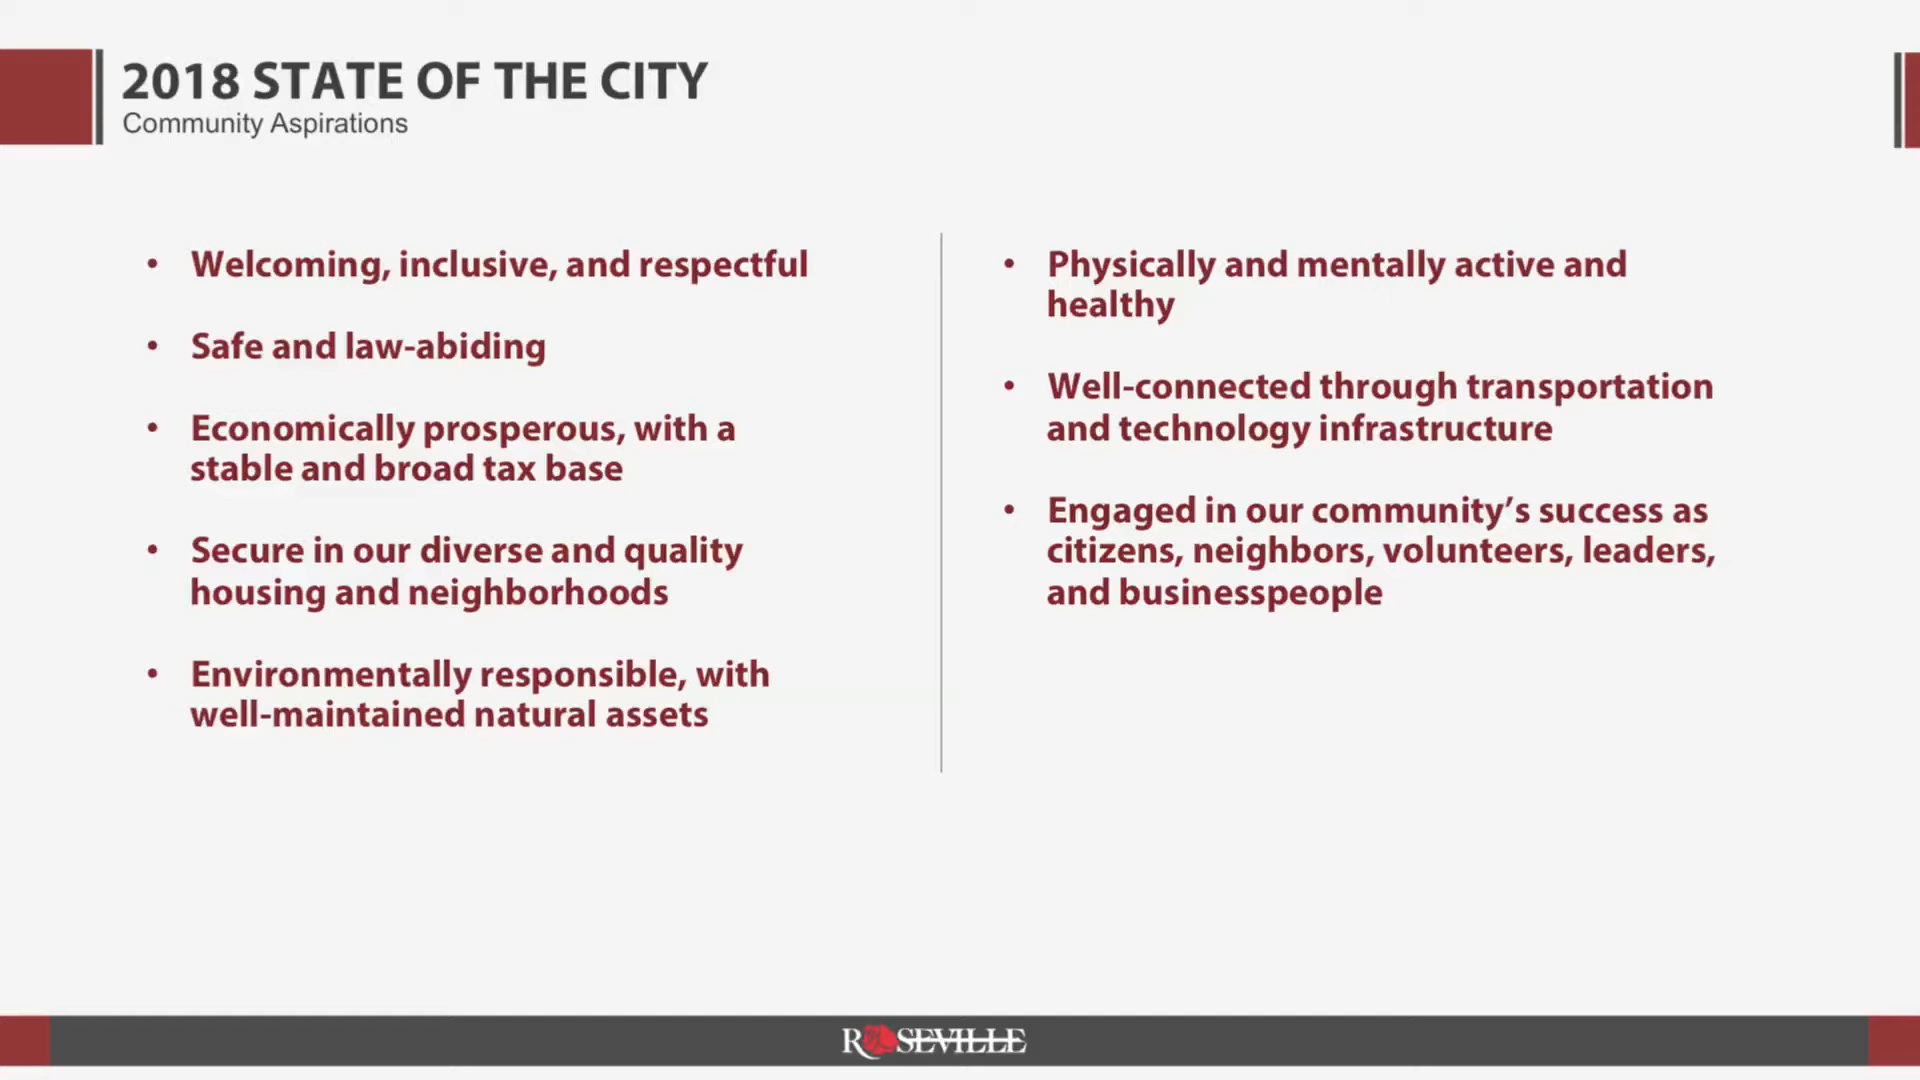 2018 STATE OF THE CITY
Community Aspirations
• Welcoming, inclusive, and respectful
• Safe and law-abiding
• Economically prosperous, with a
stable and broad tax base
• Secure in our diverse and quality
housing and neighborhoods
• Environmentally responsible, with
well-maintained natural assets
• Physically and mentally active and
healthy
• Well-connected through transportation
and technology infrastructure
• Engaged in our community’s success as
citizens, neighbors, volunteers, leaders,
and businesspeople
ROSEVILLE